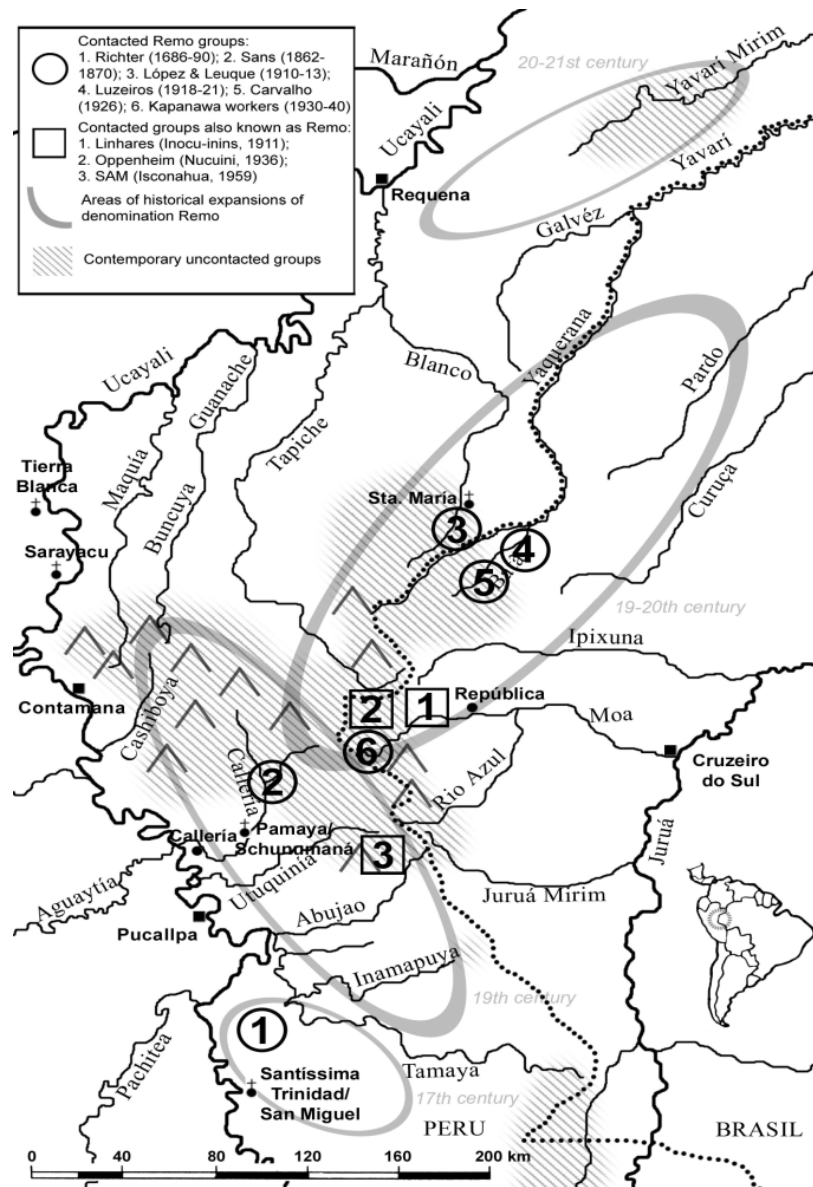 Contacted Remo groups:
1. Richter (1686-90); 2. Sans (1862-
1870); 3. López & Leuque (1910-13);
4. Luzeiros (1918-21); 5. Carvalho
(1926); 6. Kapanawa workers (1930-40)
Contacted groups also known as Remo:
1. Linhares (Inocu-inins, 1911);
2. Oppenheim (Nucuini, 1936);
3. SAM (Isconahua, 1959)
Areas of historical expansions of
denomination Remo
Contemporary uncontacted groups
Marañón
20-21st century
Yavarí Mirim
Ucayali
Yavarí
Requena
Galvéz
Ucayali
Guanache
Blanco
Yaquerana
Pardo
Tapiche
Maquía
Buncuya
Curuça
Tierra
Blanca
Sta. María
3
4
Sarayacu
5
19-20th century
Ipixuna
Contamana
Cashiboya
2
1
República
Moa
6
Cruzeiro
do Sul
2
Callería
Rio Azul
Callería
Pamaya/
Schunomaná
3
Utuquinía
Juruá
Aguaytía
Abujao
Juruá Mirim
Pucallpa
Inamapuya
19th century
1
Pachitea
Santíssima
Trinidad/
San Miguel
Tamaya
17th century
PERU
BRASIL
0 40 80 120 160 200 km